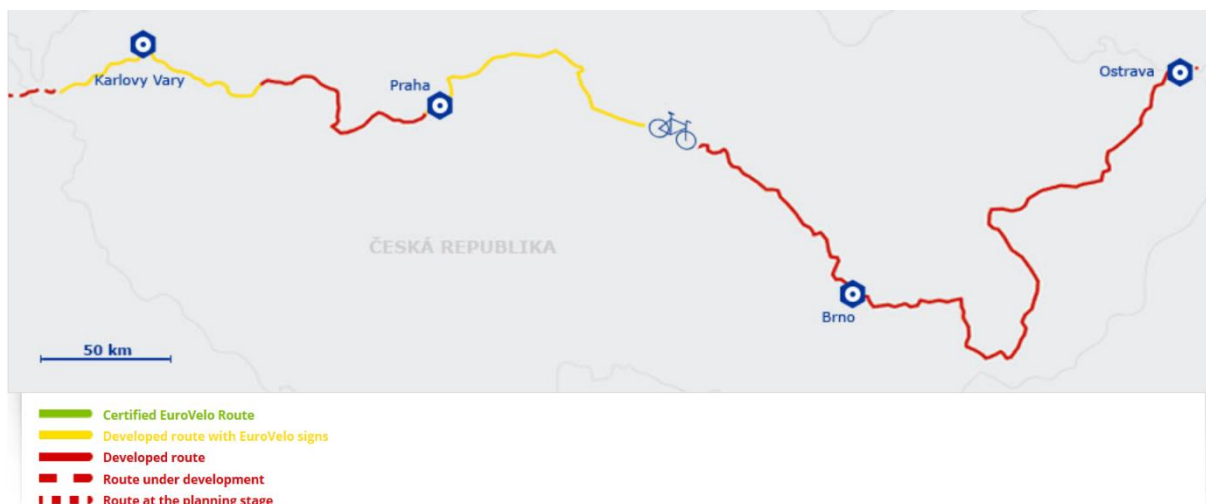 Karlovy Vary
Praha
Ostrava
ČESKÁ REPUBLIKA
Brno
50 km
Certified EuroVelo Route
Developed route with EuroVelo signs
Developed route
Route under development
Route at the planning stage